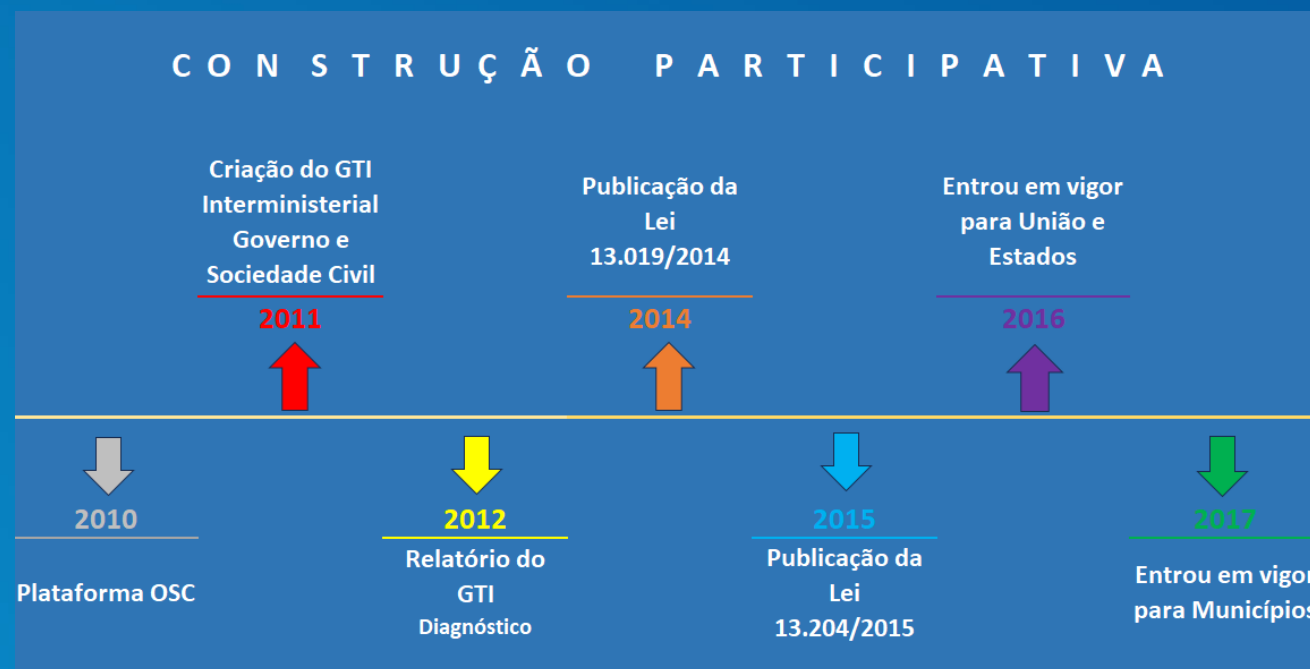 CONSTRUÇÃO PARTICIPATIVA
Criação do GTI
Interministerial
Governo e
Sociedade Civil
2011
Publicação da
Lei
13.019/2014
2014
Entrou em vigor
para União e
Estados
2016
2010
Plataforma OSC
2012
Relatório do
GTI
Diagnóstico
2015
Publicação da
Lei
13.204/2015
2017
Entrou em vigor
para Municípios